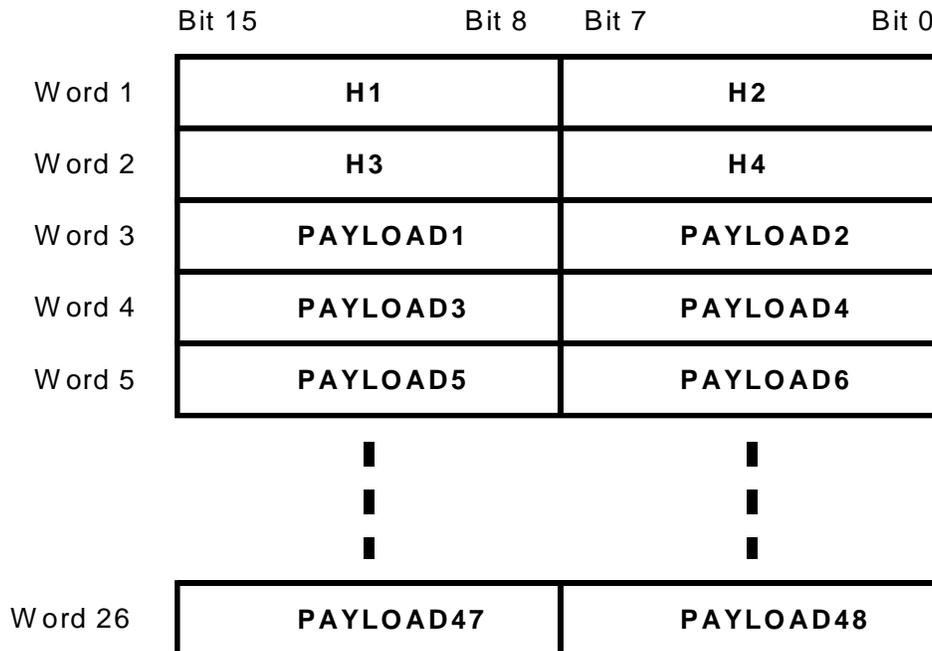 Bit 15 Bit 8 Bit 7 Bit 0
Word 1 H1 H2
Word 2 H3 H4
Word 3 PAYLOAD1 PAYLOAD2
Word 4 PAYLOAD3 PAYLOAD4
Word 5 PAYLOAD5 PAYLOAD6
Word 26 PAYLOAD47 PAYLOAD48